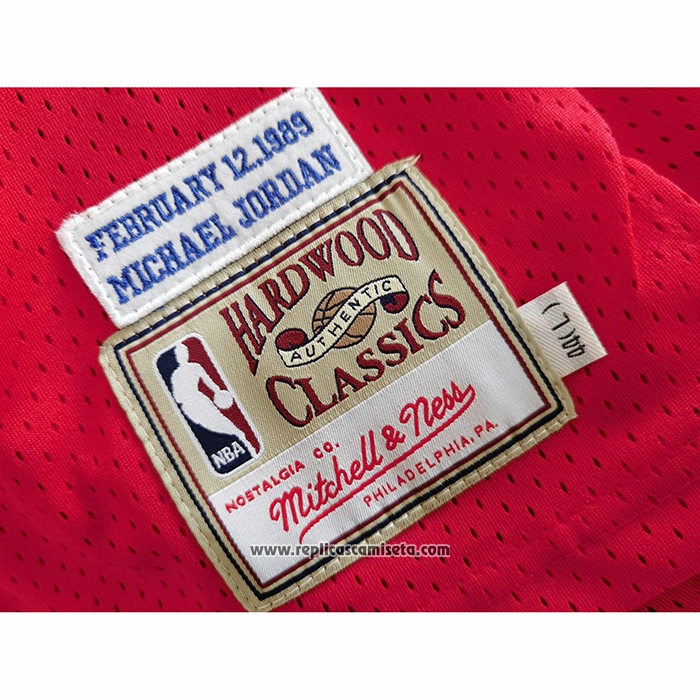 FEBRUARY 12.1989
MICHAEL JORDAN
HARDWOOD
AUTHENTIC
CLASSICS
NBA
NOSTALGIA CO.
Mitchell & Ness
PHILADELPHIA, PA.
44(L)
www.replicascamiseta.com